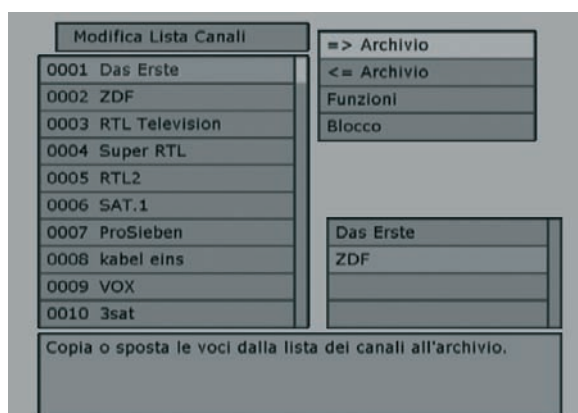 Modifica Lista Canali
0001 Das Erste
0002 ZDF
0003 RTL Television
0004 Super RTL
0005 RTL2
0006 SAT.1
0007 ProSieben
0008 kabel eins
0009 VOX
0010 3sat
=> Archivio
<= Archivio
Funzioni
Blocco
Das Erste
ZDF
Copia o sposta le voci dalla lista dei canali all'archivio.